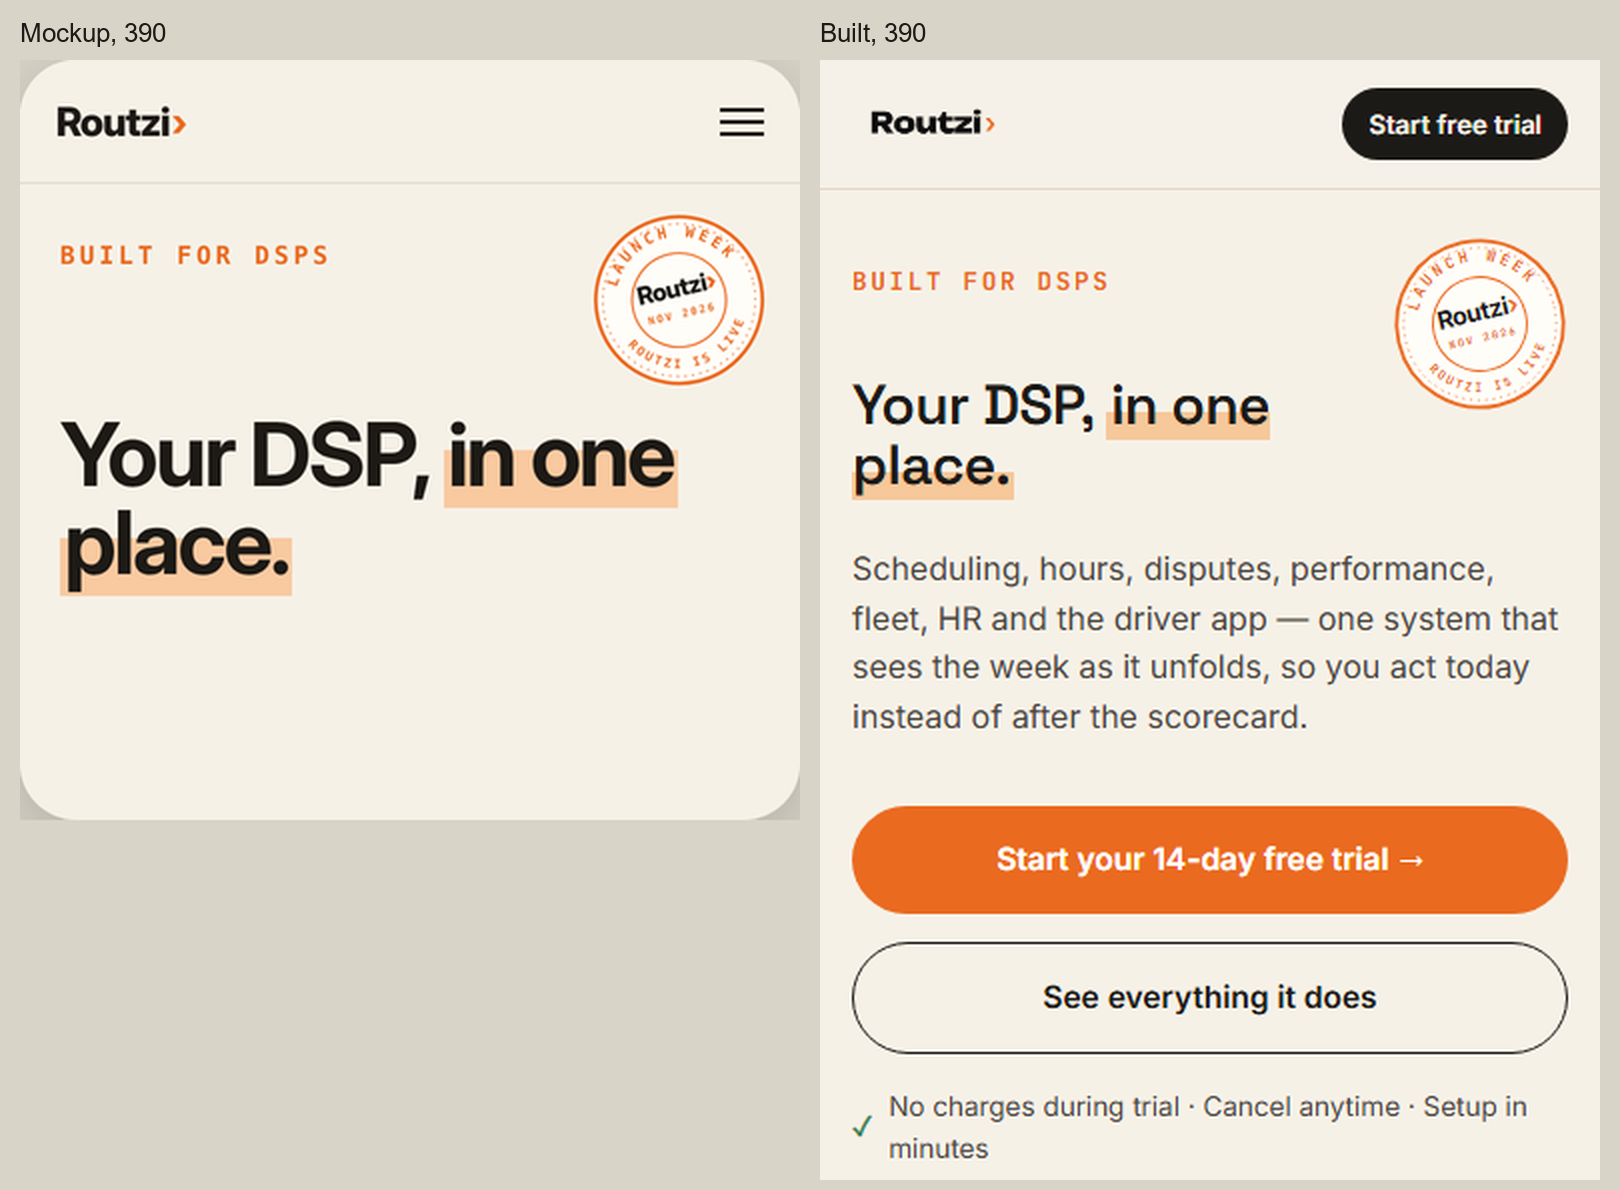 Mockup, 390
Routzi›
BUILT FOR DSPS
LAUNCH WEEK
Routzi›
NOV 2026
ROUTZI IS LIVE
Your DSP, in one
place.
Built, 390
Routzi›
Start free trial
BUILT FOR DSPS
LAUNCH WEEK
Routzi›
NOV 2026
ROUTZI IS LIVE
Your DSP, in one
place.
Scheduling, hours, disputes, performance,
fleet, HR and the driver app — one system that
sees the week as it unfolds, so you act today
instead of after the scorecard.
Start your 14-day free trial →
See everything it does
✓ No charges during trial · Cancel anytime · Setup in
minutes